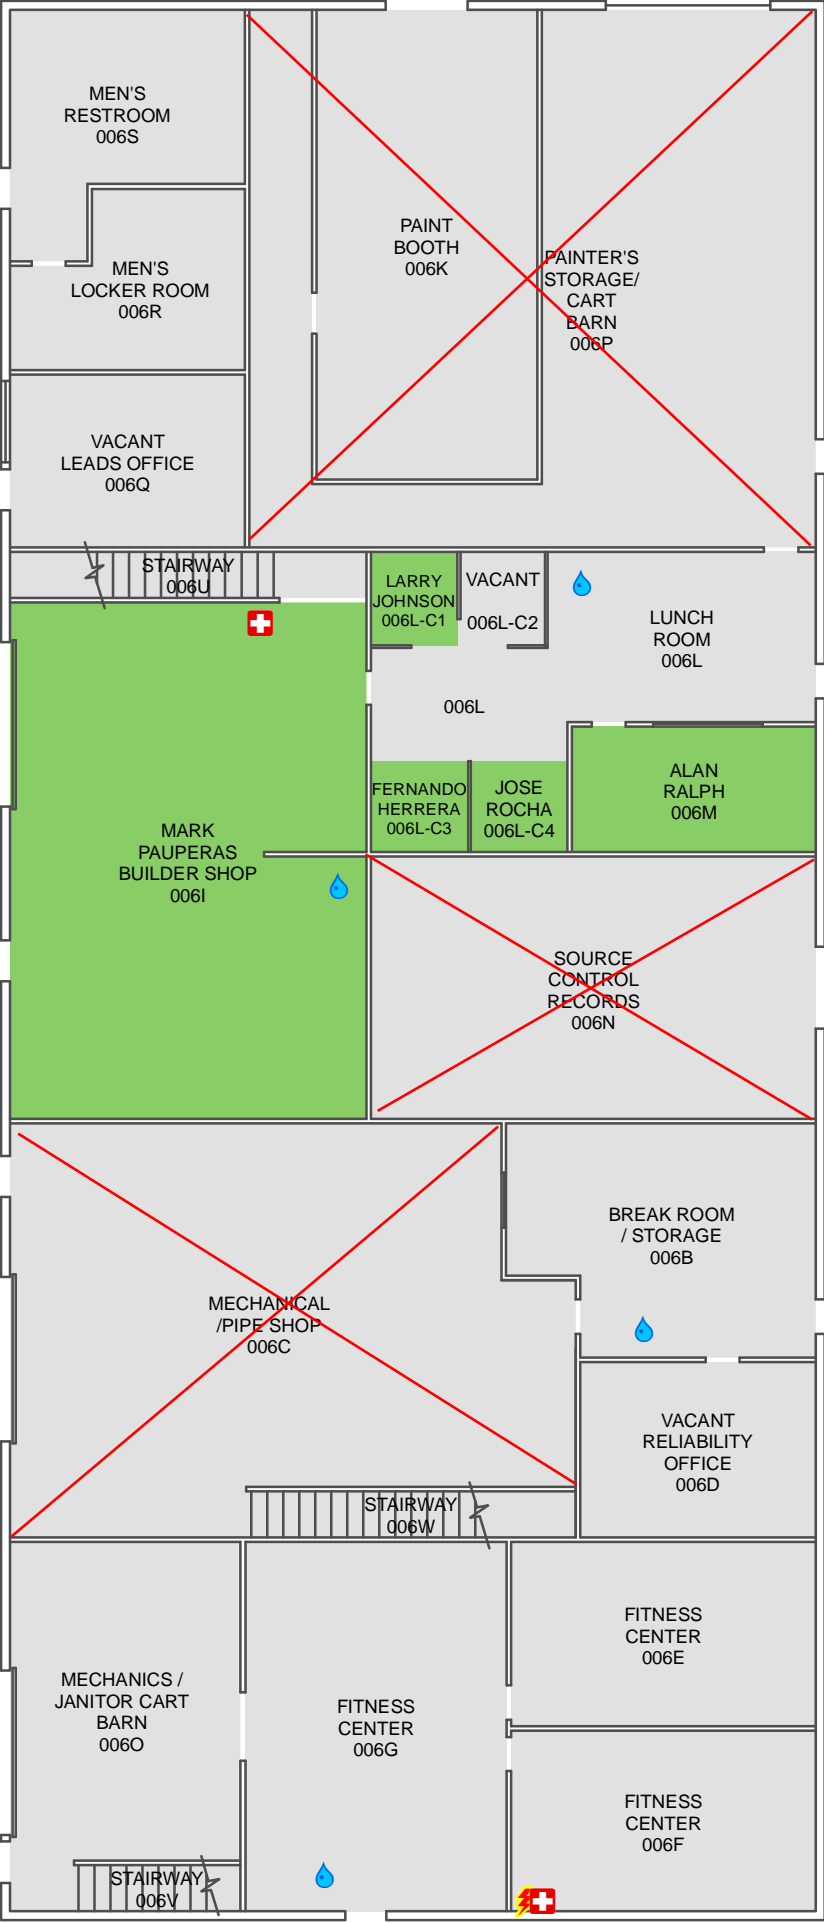 MEN'S
RESTROOM
006S
PAINT
BOOTH
006K
PAINTER'S
STORAGE/
CART
BARN
006P
MEN'S
LOCKER ROOM
006R
VACANT
LEADS OFFICE
006Q
STAIRWAY
006U
LARRY
JOHNSON
006L-C1
VACANT
006L-C2
LUNCH
ROOM
006L
006L
FERNANDO
HERRERA
006L-C3
JOSE
ROCHA
006L-C4
ALAN
RALPH
006M
MARK
PAUPERAS
BUILDER SHOP
006I
SOURCE
CONTROL
RECORDS
006N
BREAK ROOM
/ STORAGE
006B
MECHANICAL
/PIPE SHOP
006C
VACANT
RELIABILITY
OFFICE
006D
STAIRWAY
006W
FITNESS
CENTER
006E
MECHANICS /
JANITOR CART
BARN
006O
FITNESS
CENTER
006G
FITNESS
CENTER
006F
STAIRWAY
006V